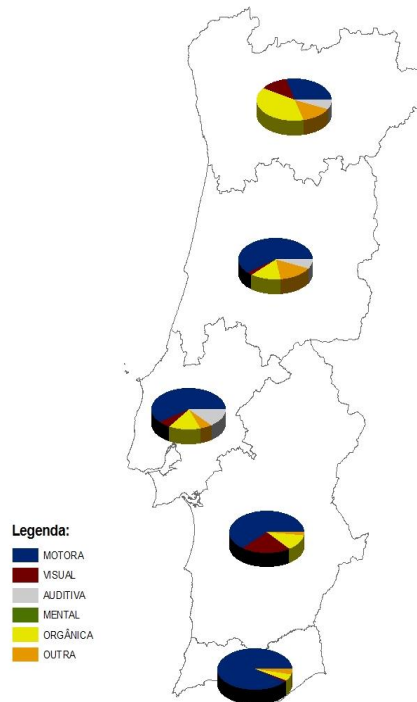 Legenda:
MOTORA
VISUAL
AUDITIVA
MENTAL
ORGÂNICA
OUTRA